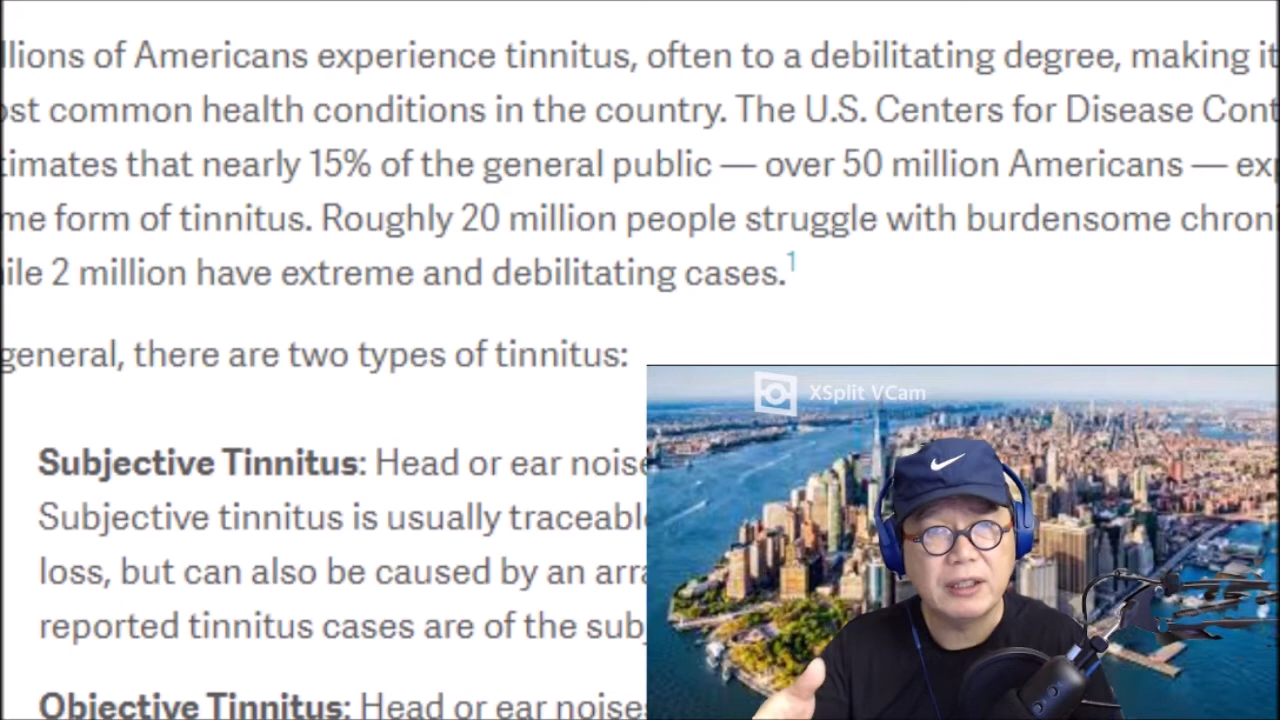 llions of Americans experience tinnitus, often to a debilitating degree, making it
ost common health conditions in the country. The U.S. Centers for Disease Cont
timates that nearly 15% of the general public — over 50 million Americans — exp
me form of tinnitus. Roughly 20 million people struggle with burdensome chron
ile 2 million have extreme and debilitating cases.1
general, there are two types of tinnitus:
XSplit VCam
Subjective Tinnitus: Head or ear noise
Subjective tinnitus is usually traceabl
loss, but can also be caused by an arra
reported tinnitus cases are of the sub
Objective Tinnitus: Head or ear noise